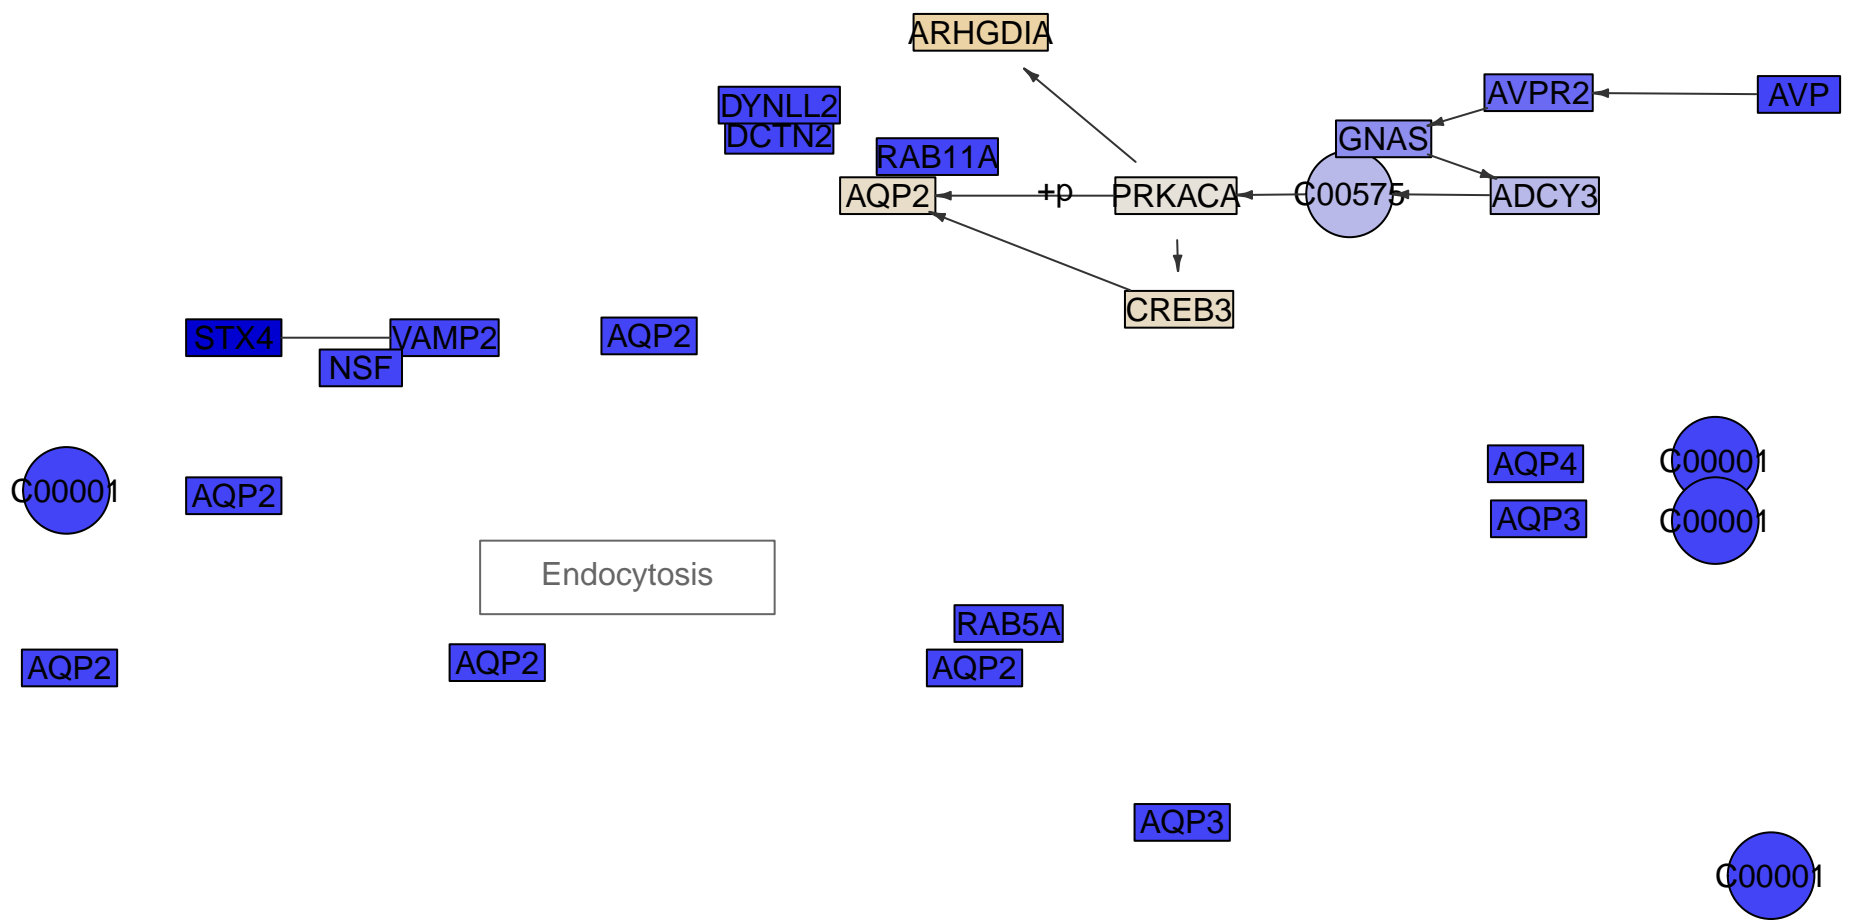 ARHGDIA
DYNLL2
DCTN2
RAB11A
AVPR2
AVP
GNAS
AQP2
+p
PRKACA
C00575
ADCY3
CREB3
STX4
VAMP2
NSF
AQP2
C00001
AQP2
AQP4
C00001
AQP3
C00001
Endocytosis
RAB5A
AQP2
AQP2
AQP2
AQP3
C00001